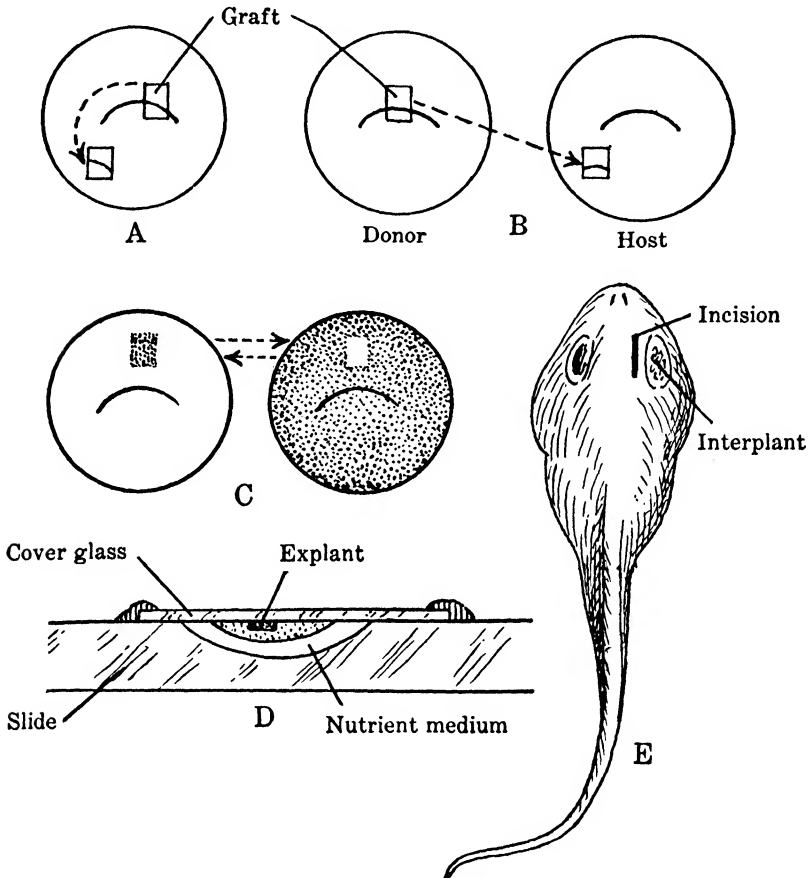 Graft
A
Donor
B
Host
Incision
Interplant
C
Cover glass
Explant
Slide
D
Nutrient medium
E